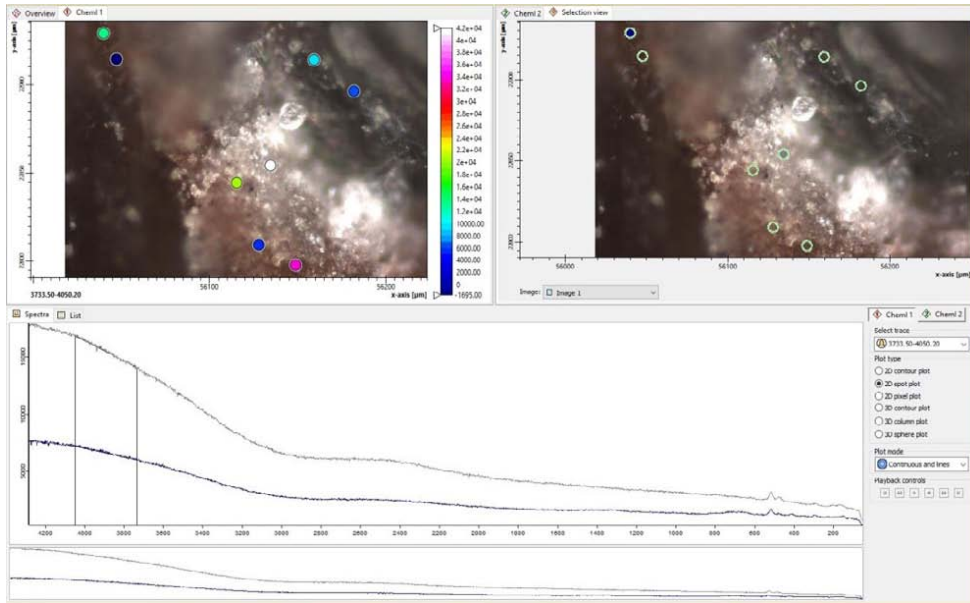 Overview
ChemI 1
y-axis [µm]
56100
56200
3733.50-4050.20
x-axis [µm]
4.2e+04
4e+04
3.8e+04
3.6e+04
3.4e+04
3.2e+04
3e+04
2.8e+04
2.6e+04
2.4e+04
2.2e+04
2e+04
1.8e+04
1.6e+04
1.4e+04
1.2e+04
10000.00
8000.00
6000.00
4000.00
2000.00
0
-1695.00
ChemI 2
Selection view
y-axis [µm]
56000
56100
56200
x-axis [µm]
Image:
Image 1
Spectra
List
5000
4200
4000
3800
3600
3400
3200
3000
2800
2600
2400
2200
2000
1800
1600
1400
1200
1000
800
600
400
200
ChemI 1
ChemI 2
Select trace
3733.50-4050.20
Plot type
2D contour plot
2D spot plot
2D pixel plot
3D contour plot
3D column plot
3D sphere plot
Plot mode
Continuous and lines
Playback controls